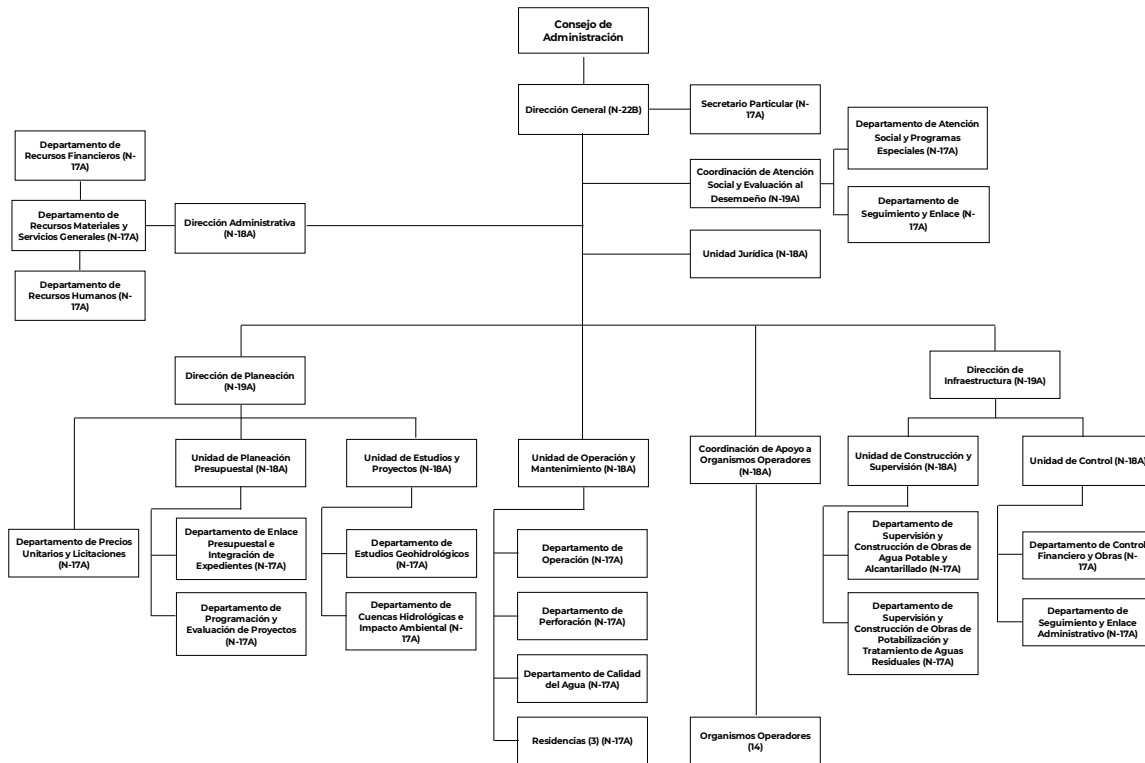 Consejo de
Administración
Dirección General (N-22B)
Secretario Particular (N-
17A)
Departamento de Atención
Social y Programas
Especiales (N-17A)
Departamento de
Recursos Financieros (N-
17A)
Coordinación de Atención
Social y Evaluación al
Desempeño (N-19A)
Departamento de
Seguimiento y Enlace (N-
17A)
Departamento de
Recursos Materiales y
Servicios Generales (N-17A)
Dirección Administrativa
(N-18A)
Unidad Jurídica (N-18A)
Departamento de
Recursos Humanos (N-
17A)
Dirección de Planeación
(N-19A)
Dirección de
Infraestructura (N-19A)
Unidad de Planeación
Presupuestal (N-18A)
Unidad de Estudios y
Proyectos (N-18A)
Unidad de Operación y
Mantenimiento (N-18A)
Coordinación de Apoyo a
Organismos Operadores
(N-18A)
Unidad de Construcción y
Supervisión (N-18A)
Unidad de Control (N-18A)
Departamento de Precios
Unitarios y Licitaciones
(N-17A)
Departamento de Enlace
Presupuestal e
Integración de
Expedientes (N-17A)
Departamento de
Estudios Geohidrológicos
(N-17A)
Departamento de
Operación (N-17A)
Departamento de
Supervisión y
Construcción de Obras de
Agua Potable y
Alcantarillado (N-17A)
Departamento de Control
Financiero y Obras (N-
17A)
Departamento de
Programación y
Evaluación de Proyectos
(N-17A)
Departamento de
Cuencas Hidrológicas e
Impacto Ambiental (N-
17A)
Departamento de
Perforación (N-17A)
Departamento de
Supervisión y
Construcción de Obras de
Potabilización y
Tratamiento de Aguas
Residuales (N-17A)
Departamento de
Seguimiento y Enlace
Administrativo (N-17A)
Departamento de Calidad
del Agua (N-17A)
Residencias (3) (N-17A)
Organismos Operadores
(14)